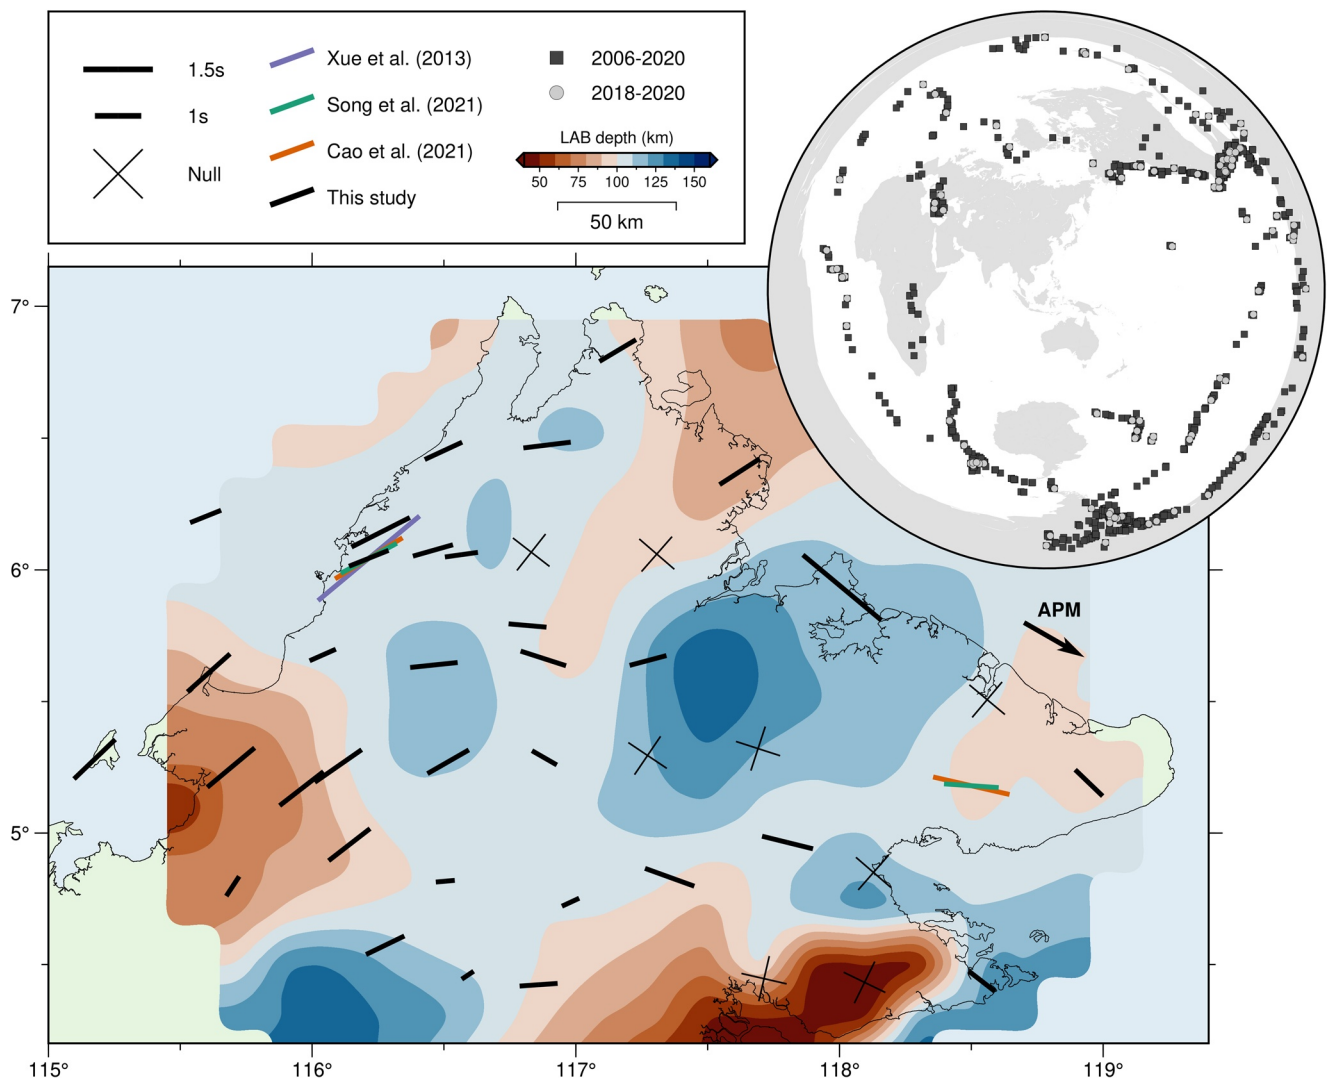 1.5s
1s
Null
Xue et al. (2013)
Song et al. (2021)
Cao et al. (2021)
This study
2006-2020
2018-2020
LAB depth (km)
50 75 100 125 150
50 km
7°
6°
5°
APM
115° 116° 117° 118° 119°